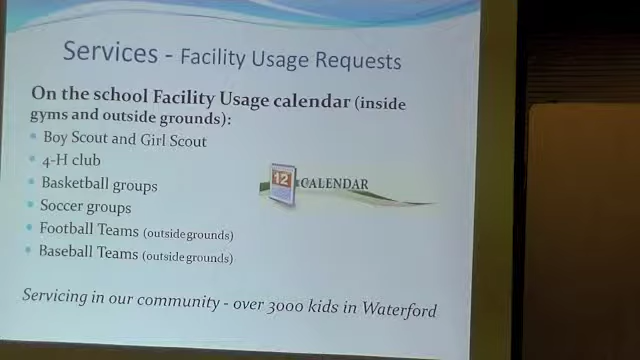 Services - Facility Usage Requests
On the school Facility Usage calendar (inside
gyms and outside grounds):
Boy Scout and Girl Scout
4-H club
Basketball groups
12 CALENDAR
Soccer groups
Football Teams (outside grounds)
Baseball Teams (outside grounds)
Servicing in our community - over 3000 kids in Waterford